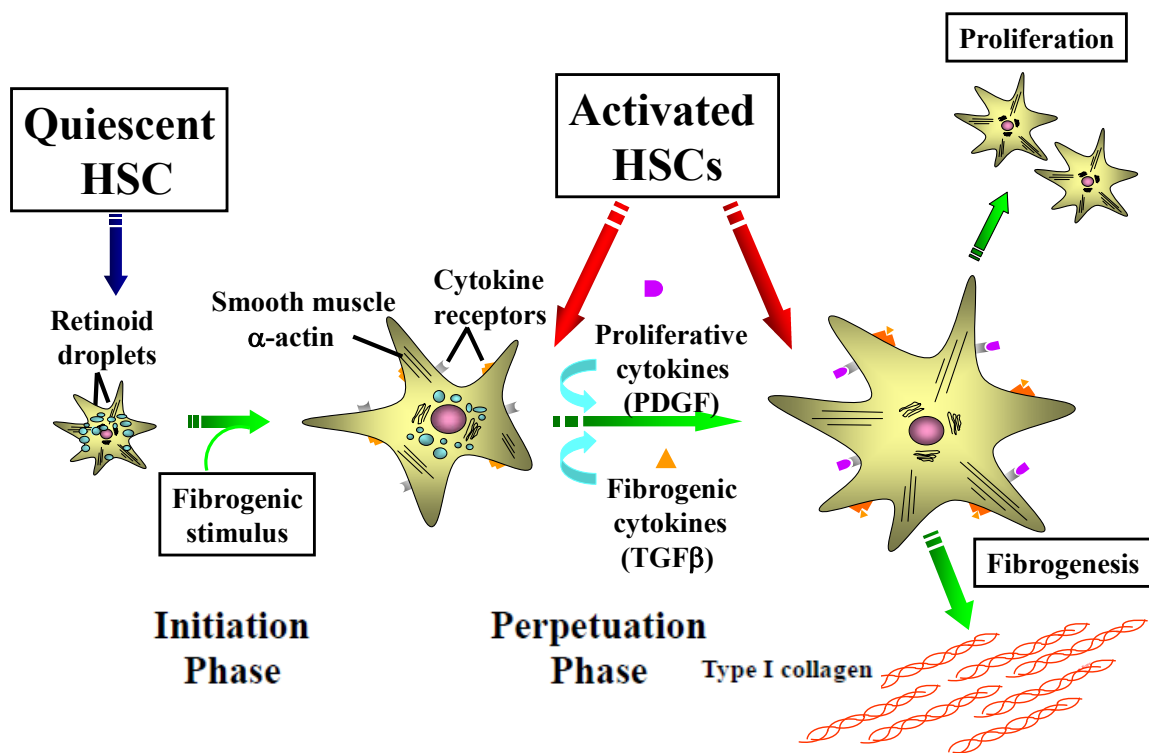 Proliferation
Quiescent
HSC
Activated
HSCs
Retinoid
droplets
Smooth muscle
α-actin
Cytokine
receptors
Proliferative
cytokines
(PDGF)
Fibrogenic
stimulus
Fibrogenic
cytokines
(TGFβ)
Fibrogenesis
Initiation
Phase
Perpetuation
Phase
Type I collagen